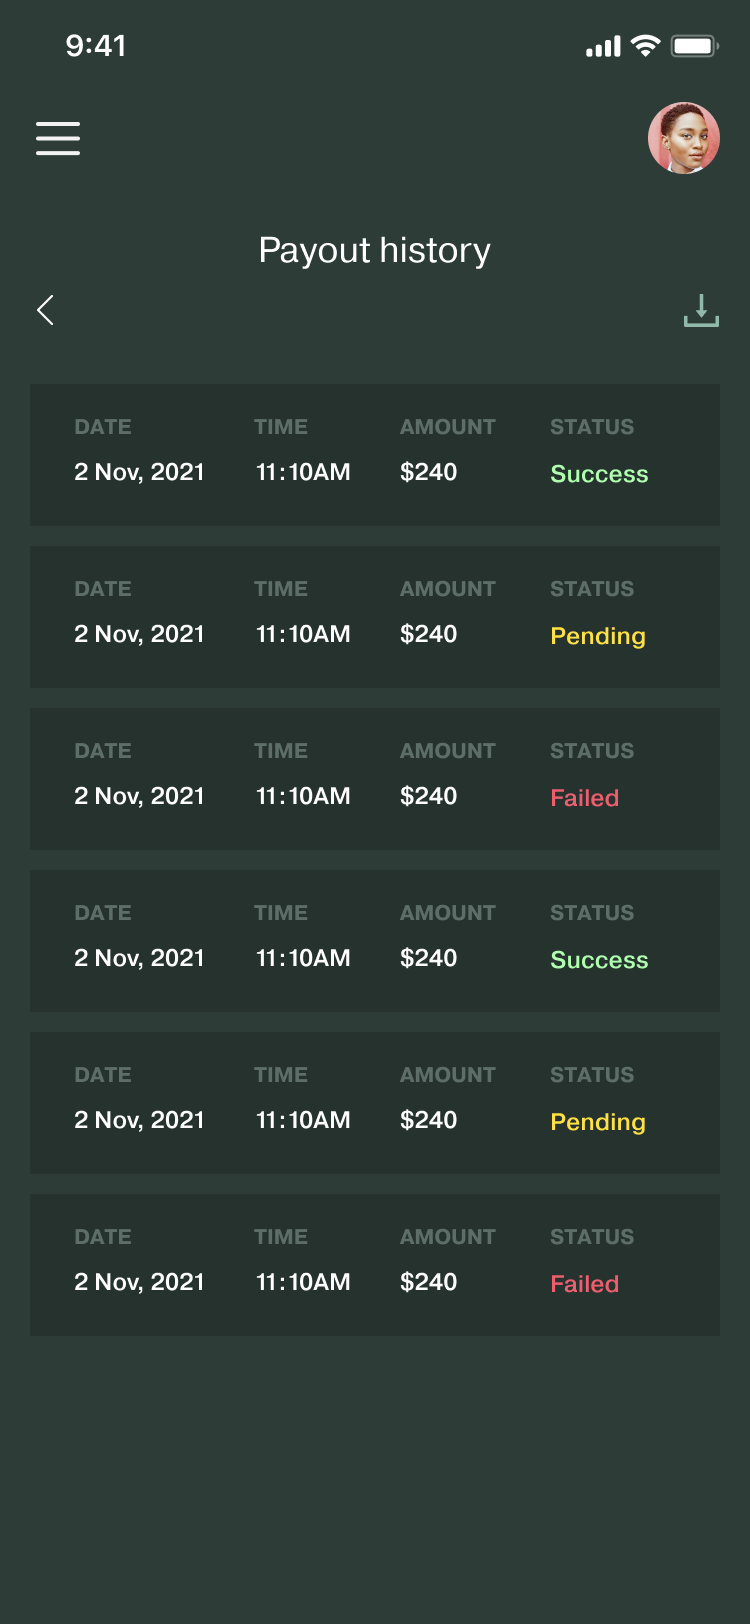 9:41
Payout history
DATE TIME AMOUNT STATUS
2 Nov, 2021 11:10AM $240 Success
DATE TIME AMOUNT STATUS
2 Nov, 2021 11:10AM $240 Pending
DATE TIME AMOUNT STATUS
2 Nov, 2021 11:10AM $240 Failed
DATE TIME AMOUNT STATUS
2 Nov, 2021 11:10AM $240 Success
DATE TIME AMOUNT STATUS
2 Nov, 2021 11:10AM $240 Pending
DATE TIME AMOUNT STATUS
2 Nov, 2021 11:10AM $240 Failed